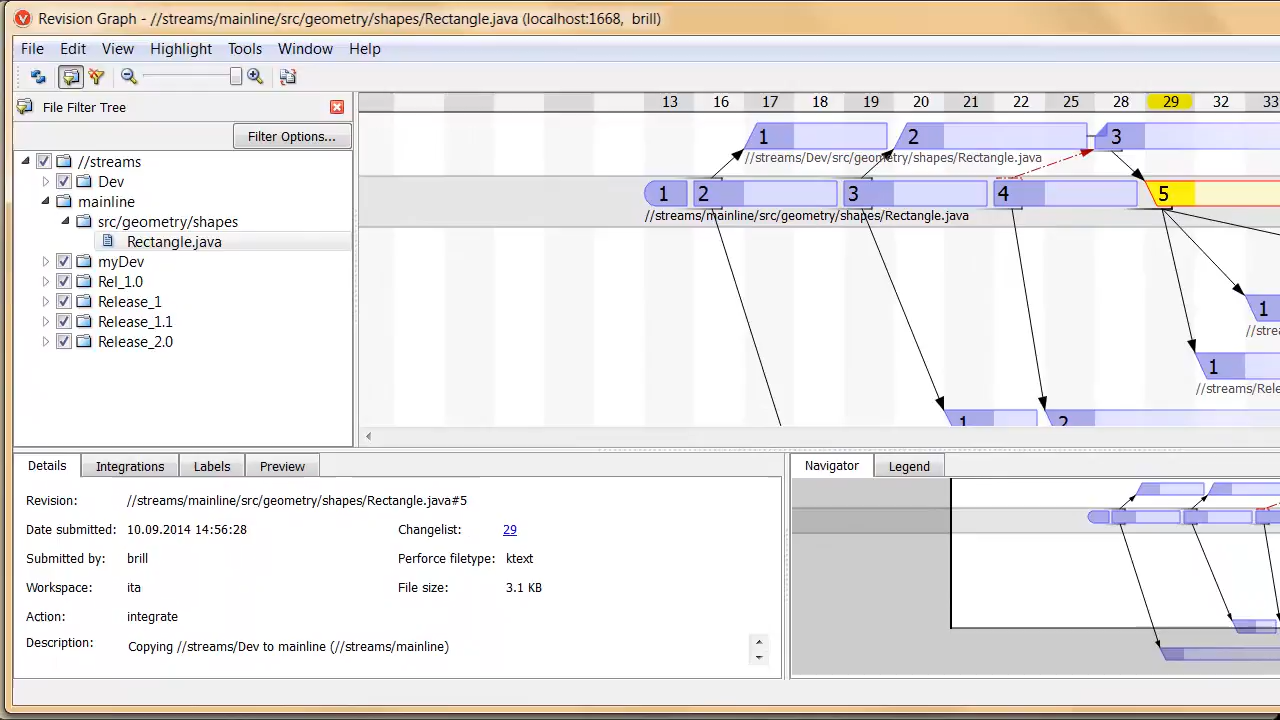 Revision Graph - //streams/mainline/src/geometry/shapes/Rectangle.java (localhost:1668, brill)
File Edit View Highlight Tools Window Help
File Filter Tree
Filter Options...
//streams
Dev
mainline
src/geometry/shapes
Rectangle.java
myDev
Rel_1.0
Release_1
Release_1.1
Release_2.0
13 16 17 18 19 20 21 22 25 28 29 32 33
1 2 3
//streams/Dev/src/geometry/shapes/Rectangle.java
1 2 3 4 5
//streams/mainline/src/geometry/shapes/Rectangle.java
1
//strea
1
//streams/Rele
1 2
Details Integrations Labels Preview
Revision: //streams/mainline/src/geometry/shapes/Rectangle.java#5
Date submitted: 10.09.2014 14:56:28 Changelist: 29
Submitted by: brill Perforce filetype: ktext
Workspace: ita File size: 3.1 KB
Action: integrate
Description: Copying //streams/Dev to mainline (//streams/mainline)
Navigator Legend